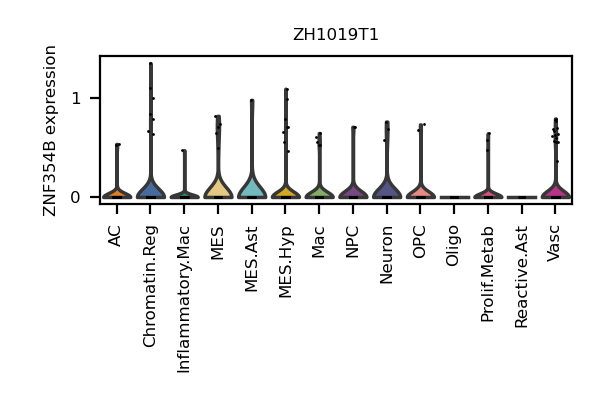 ZH1019T1
ZNF354B expression
1
0
AC
Chromatin.Reg
Inflammatory.Mac
MES
MES.Ast
MES.Hyp
Mac
NPC
Neuron
OPC
Oligo
Prolif.Metab
Reactive.Ast
Vasc